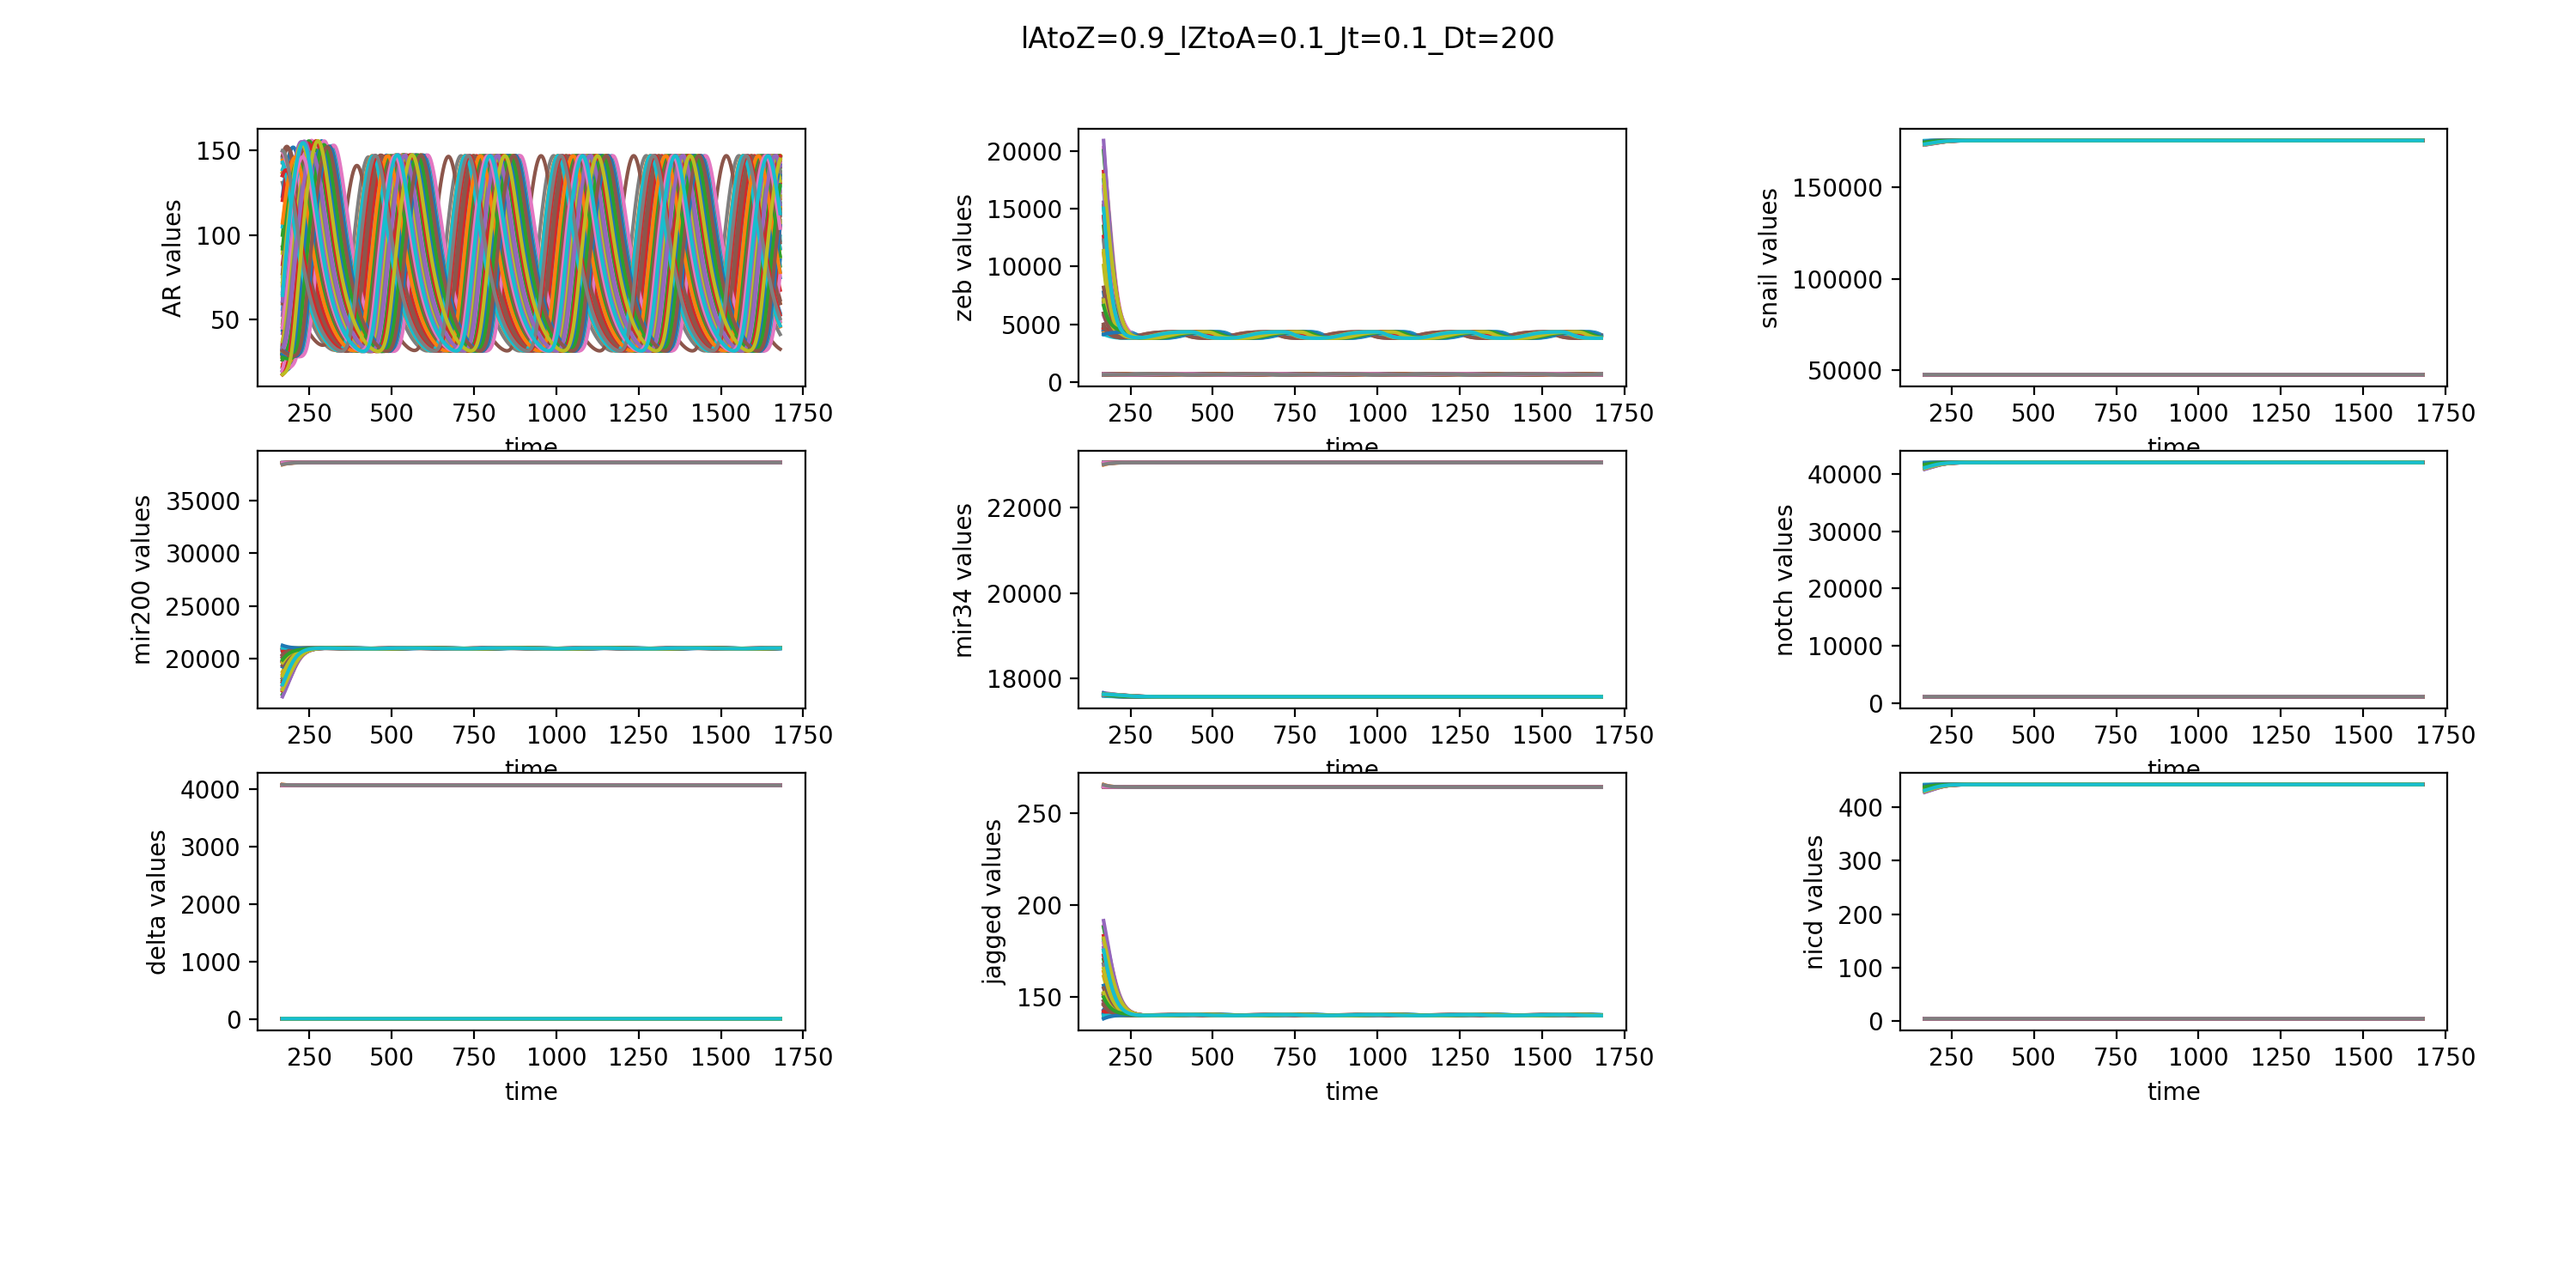 lAtoZ=0.9_lZtoA=0.1_Jt=0.1_Dt=200
150
100
50
AR values
250 500 750 1000 1250 1500 1750
time
20000
15000
10000
5000
0
zeb values
250 500 750 1000 1250 1500 1750
time
150000
100000
50000
snail values
250 500 750 1000 1250 1500 1750
time
35000
30000
25000
20000
mir200 values
250 500 750 1000 1250 1500 1750
time
22000
20000
18000
mir34 values
250 500 750 1000 1250 1500 1750
time
40000
30000
20000
10000
0
notch values
250 500 750 1000 1250 1500 1750
time
4000
3000
2000
1000
0
delta values
250 500 750 1000 1250 1500 1750
time
250
200
150
jagged values
250 500 750 1000 1250 1500 1750
time
400
300
200
100
0
nicd values
250 500 750 1000 1250 1500 1750
time